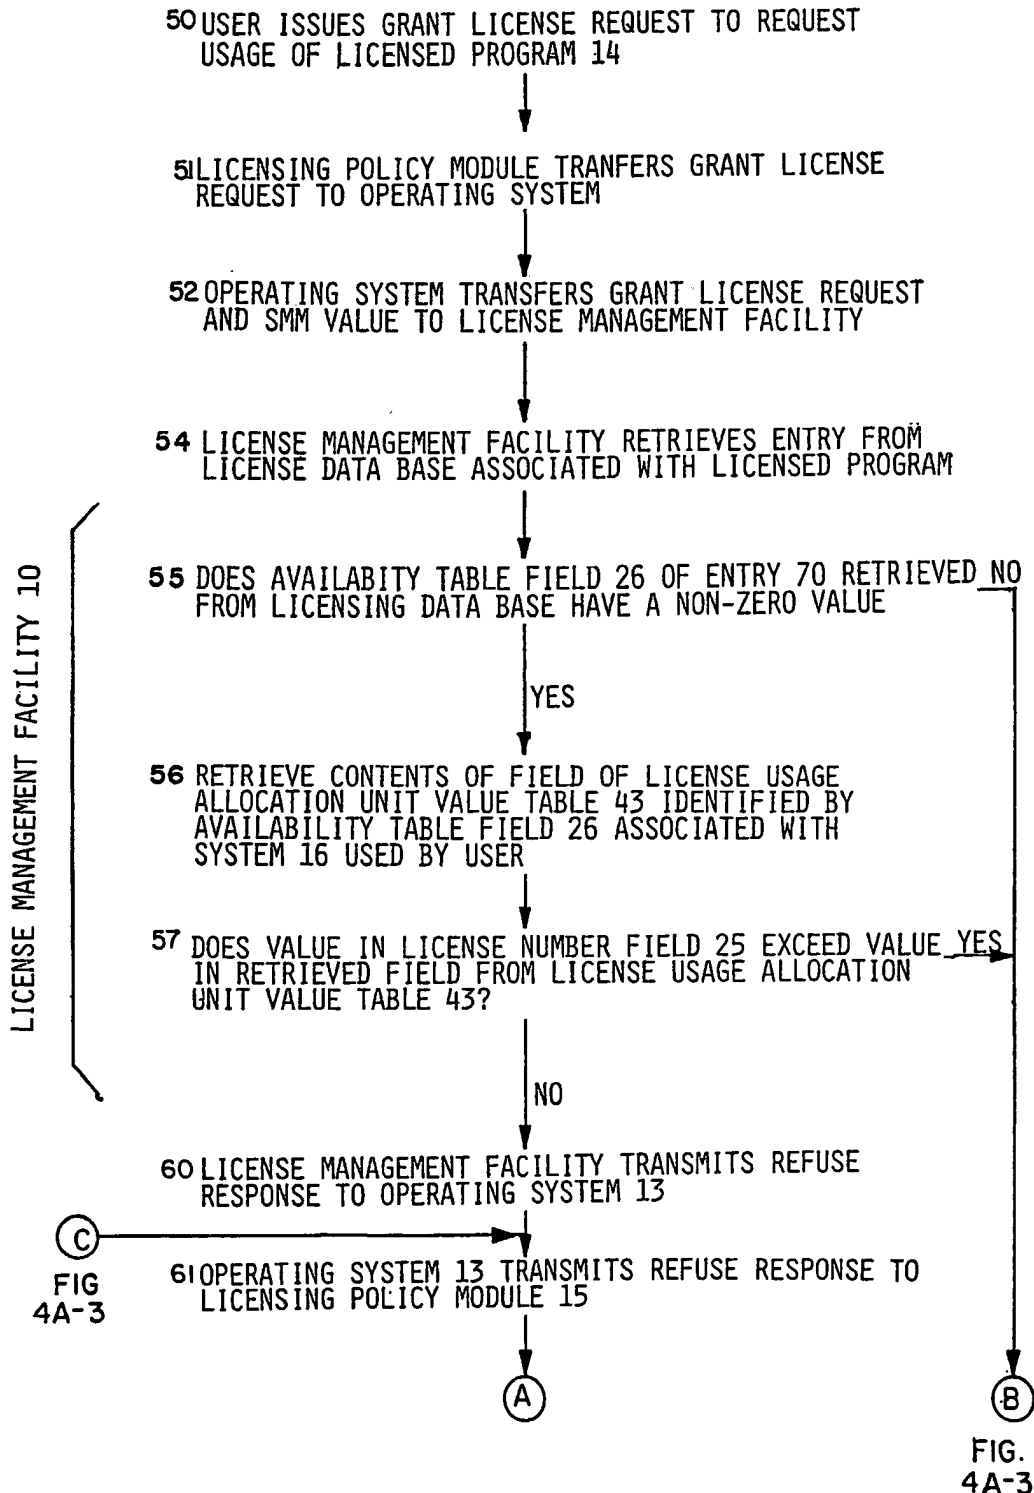 50 USER ISSUES GRANT LICENSE REQUEST TO REQUEST
USAGE OF LICENSED PROGRAM 14
51 LICENSING POLICY MODULE TRANFERS GRANT LICENSE
REQUEST TO OPERATING SYSTEM
52 OPERATING SYSTEM TRANSFERS GRANT LICENSE REQUEST
AND SMM VALUE TO LICENSE MANAGEMENT FACILITY
54 LICENSE MANAGEMENT FACILITY RETRIEVES ENTRY FROM
LICENSE DATA BASE ASSOCIATED WITH LICENSED PROGRAM
LICENSE MANAGEMENT FACILITY 10
55 DOES AVAILABITY TABLE FIELD 26 OF ENTRY 70 RETRIEVED NO
FROM LICENSING DATA BASE HAVE A NON-ZERO VALUE
YES
56 RETRIEVE CONTENTS OF FIELD OF LICENSE USAGE
ALLOCATION UNIT VALUE TABLE 43 IDENTIFIED BY
AVAILABILITY TABLE FIELD 26 ASSOCIATED WITH
SYSTEM 16 USED BY USER
57 DOES VALUE IN LICENSE NUMBER FIELD 25 EXCEED VALUE YES
IN RETRIEVED FIELD FROM LICENSE USAGE ALLOCATION
UNIT VALUE TABLE 43?
NO
60 LICENSE MANAGEMENT FACILITY TRANSMITS REFUSE
RESPONSE TO OPERATING SYSTEM 13
C
FIG
4A-3
61 OPERATING SYSTEM 13 TRANSMITS REFUSE RESPONSE TO
LICENSING POLICY MODULE 15
A
B
FIG.
4A-3